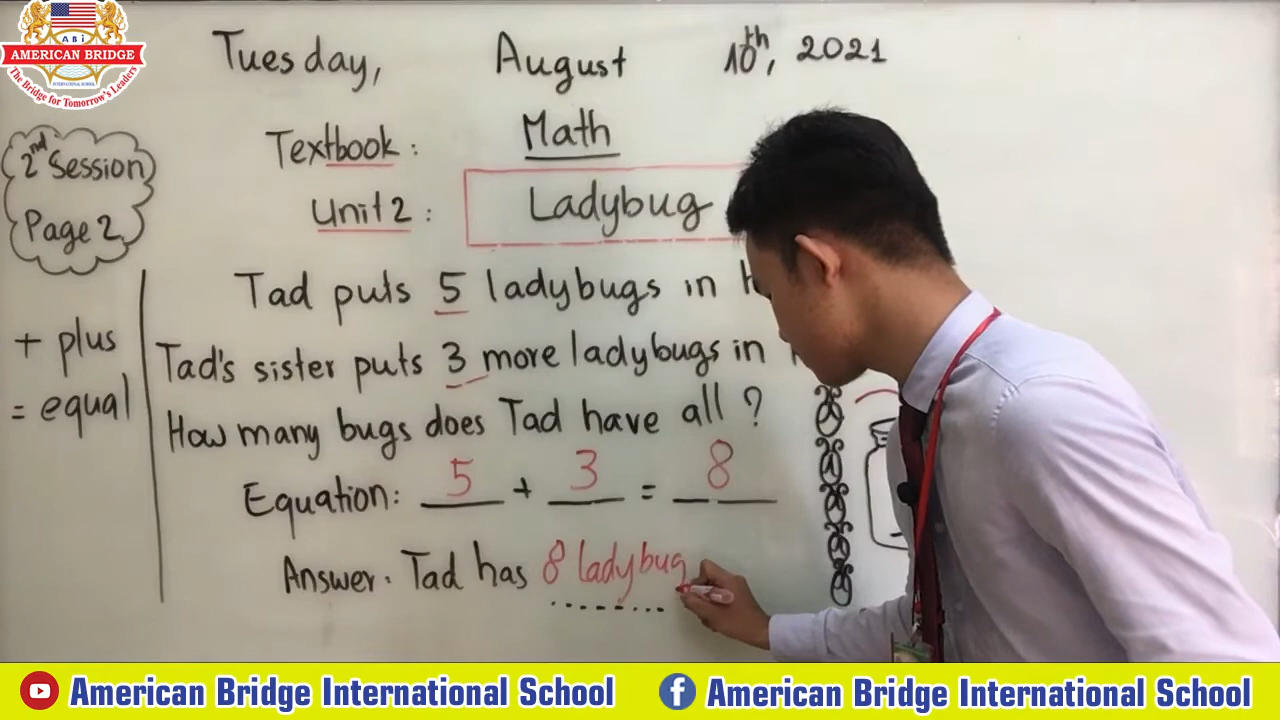 ABi
AMERICAN BRIDGE
INTERNATIONAL SCHOOL
The Bridge for Tomorrow's Leaders
Tuesday, August 10th, 2021
Textbook: Math
Unit 2: Ladybug
2nd Session
Page 2
+ plus
= equal
Tad puts 5 ladybugs in
Tad's sister puts 3 more ladybugs in
How many bugs does Tad have all?
Equation: 5 + 3 = 8
Answer: Tad has 8 ladybug
American Bridge International School
American Bridge International School